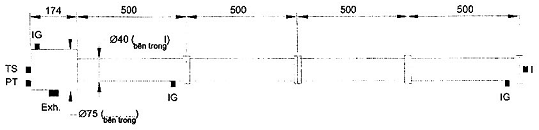 174 500 500 500 500
IG
Ø40 (bên trong)
TS
PT
IG
IG
I
Exh.
Ø75 (bên trong)